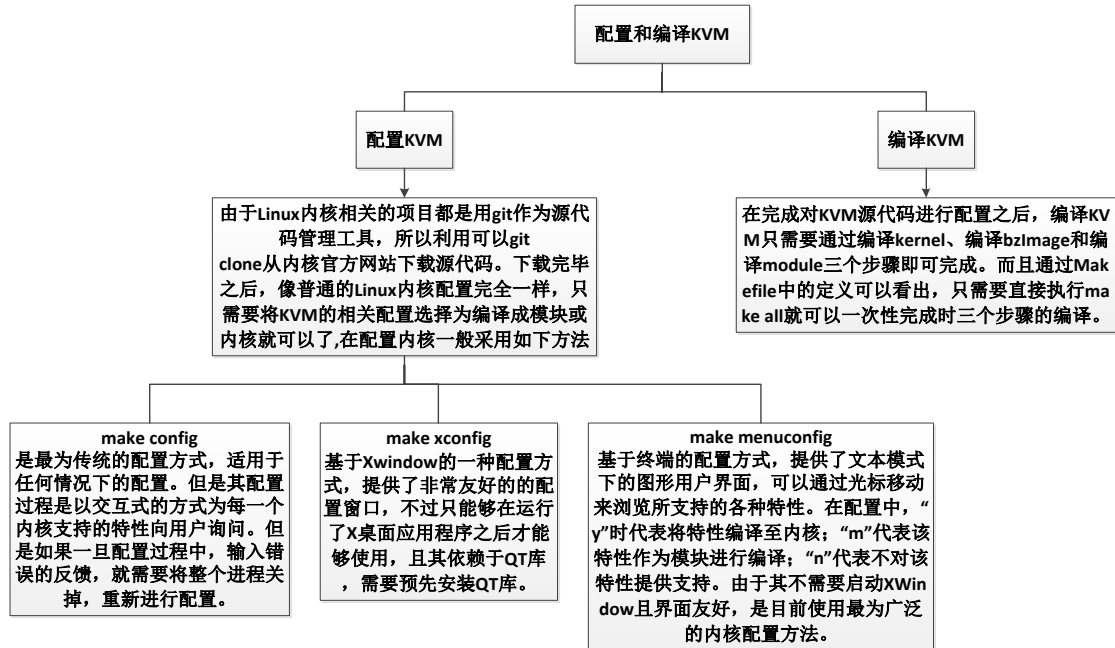 配置和编译KVM
配置KVM
编译KVM
由于Linux内核相关的项目都是用git作为源代
码管理工具，所以利用可以git
clone从内核官方网站下载源代码。下载完毕
之后，像普通的Linux内核配置完全一样，只
需要将KVM的相关配置选择为编译成模块或
内核就可以了,在配置内核一般采用如下方法
在完成对KVM源代码进行配置之后，编译KV
M只需要通过编译kernel、编译bzImage和编
译module三个步骤即可完成。而且通过Mak
efile中的定义可以看出，只需要直接执行ma
ke all就可以一次性完成时三个步骤的编译。
make config
是最为传统的配置方式，适用于
任何情况下的配置。但是其配置
过程是以交互式的方式为每一个
内核支持的特性向用户询问。但
是如果一旦配置过程中，输入错
误的反馈，就需要将整个进程关
掉，重新进行配置。
make xconfig
基于Xwindow的一种配置方
式，提供了非常友好的的配
置窗口，不过只能够在运行
了X桌面应用程序之后才能
够使用，且其依赖于QT库
，需要预先安装QT库。
make menuconfig
基于终端的配置方式，提供了文本模式
下的图形用户界面，可以通过光标移动
来浏览所支持的各种特性。在配置中，“
y”时代表将特性编译至内核；“m”代表该
特性作为模块进行编译；“n”代表不对该
特性提供支持。由于其不需要启动XWin
dow且界面友好，是目前使用最为广泛
的内核配置方法。